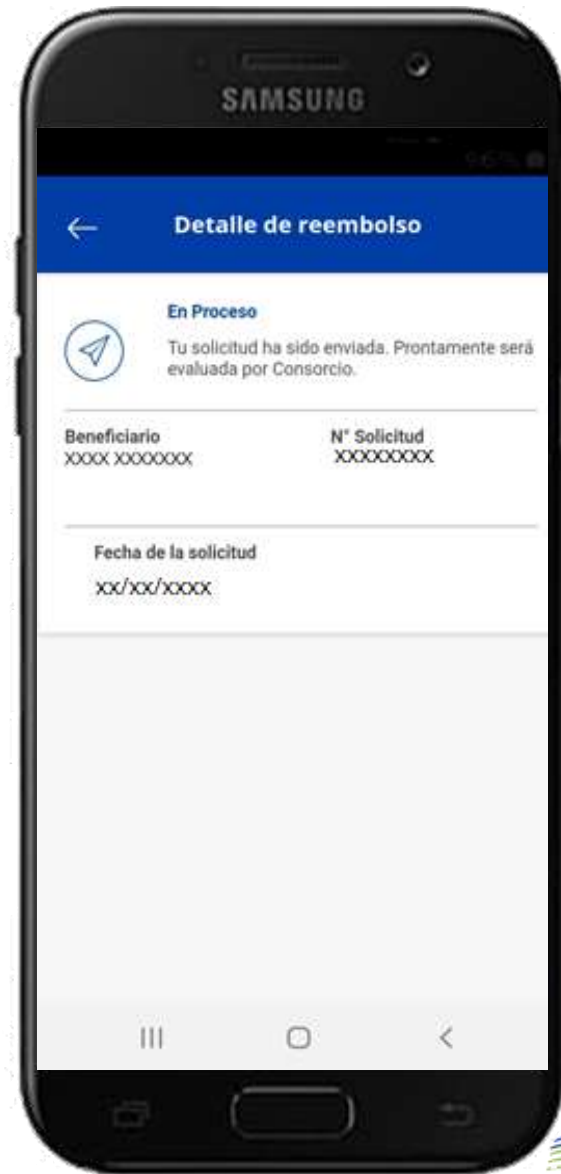 SAMSUNG
Detalle de reembolso
En Proceso
Tu solicitud ha sido enviada. Prontamente será
evaluada por Consorcio.
Beneficiario
XXXX XXXXXXX
N° Solicitud
XXXXXXXX
Fecha de la solicitud
xx/xx/xxxx